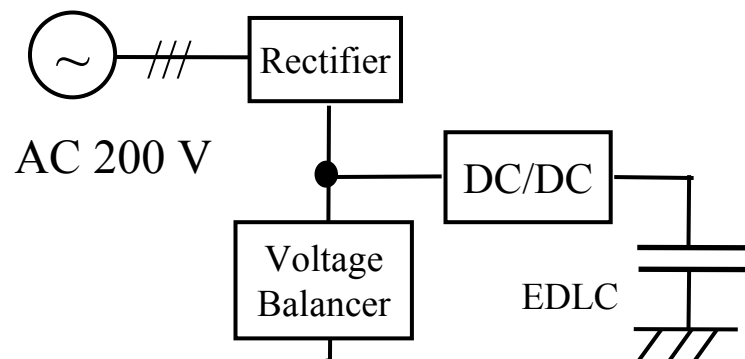 ~
Rectifier
AC 200 V
DC/DC
Voltage
Balancer
EDLC